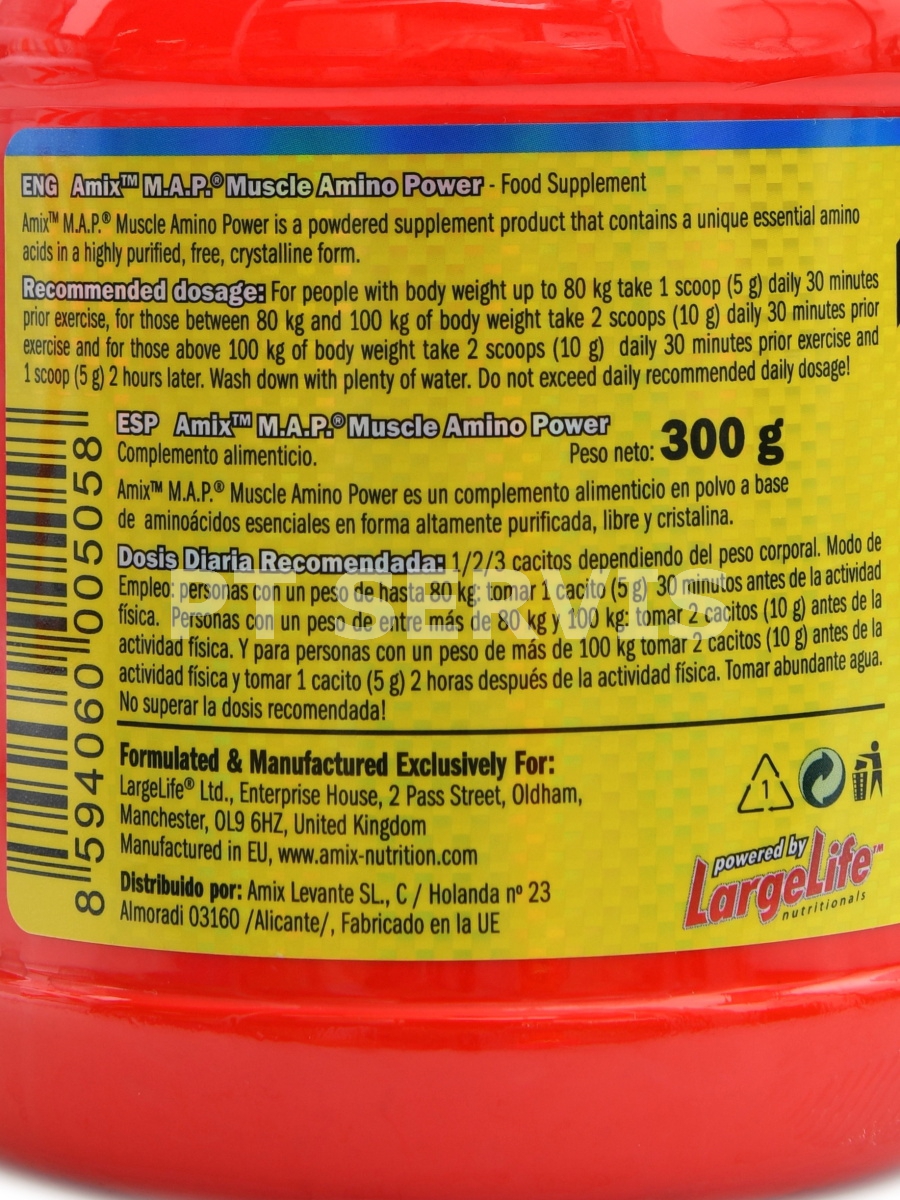 ENG Amix™ M.A.P.® Muscle Amino Power - Food Supplement
Amix™ M.A.P.® Muscle Amino Power is a powdered supplement product that contains a unique essential amino
acids in a highly purified, free, crystalline form.
Recommended dosage: For people with body weight up to 80 kg take 1 scoop (5 g) daily 30 minutes
prior exercise, for those between 80 kg and 100 kg of body weight take 2 scoops (10 g) daily 30 minutes prior
exercise and for those above 100 kg of body weight take 2 scoops (10 g) daily 30 minutes prior exercise and
1 scoop (5 g) 2 hours later. Wash down with plenty of water. Do not exceed daily recommended daily dosage!
ESP Amix™ M.A.P.® Muscle Amino Power
Complemento alimenticio.
Peso neto: 300 g
Amix™ M.A.P.® Muscle Amino Power es un complemento alimenticio en polvo a base
de aminoácidos esenciales en forma altamente purificada, libre y cristalina.
Dosis Diaria Recomendada: 1/2/3 cacitos dependiendo del peso corporal. Modo de
Empleo: personas con un peso de hasta 80 kg: tomar 1 cacito (5 g) 30 minutos antes de la actividad
física. Personas con un peso de entre más de 80 kg y 100 kg: tomar 2 cacitos (10 g) antes de la
actividad física. Y para personas con un peso de más de 100 kg tomar 2 cacitos (10 g) antes de la
actividad física y tomar 1 cacito (5 g) 2 horas después de la actividad física. Tomar abundante agua.
No superar la dosis recomendada!
PT SERVIS
8 594060 005058
Formulated & Manufactured Exclusively For:
LargeLife® Ltd., Enterprise House, 2 Pass Street, Oldham,
Manchester, OL9 6HZ, United Kingdom
Manufactured in EU, www.amix-nutrition.com
Distribuido por: Amix Levante SL., C / Holanda nº 23
Almoradi 03160 /Alicante/, Fabricado en la UE
1
powered by
LargeLife™
nutritionals